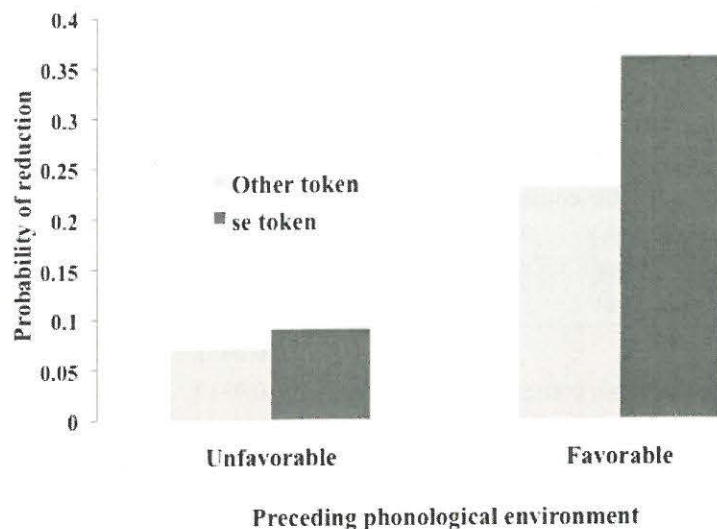 0.4
0.35
0.3
0.25
0.2
0.15
0.1
0.05
0
Probability of reduction
Other token
se token
Unfavorable
Favorable
Preceding phonological environment